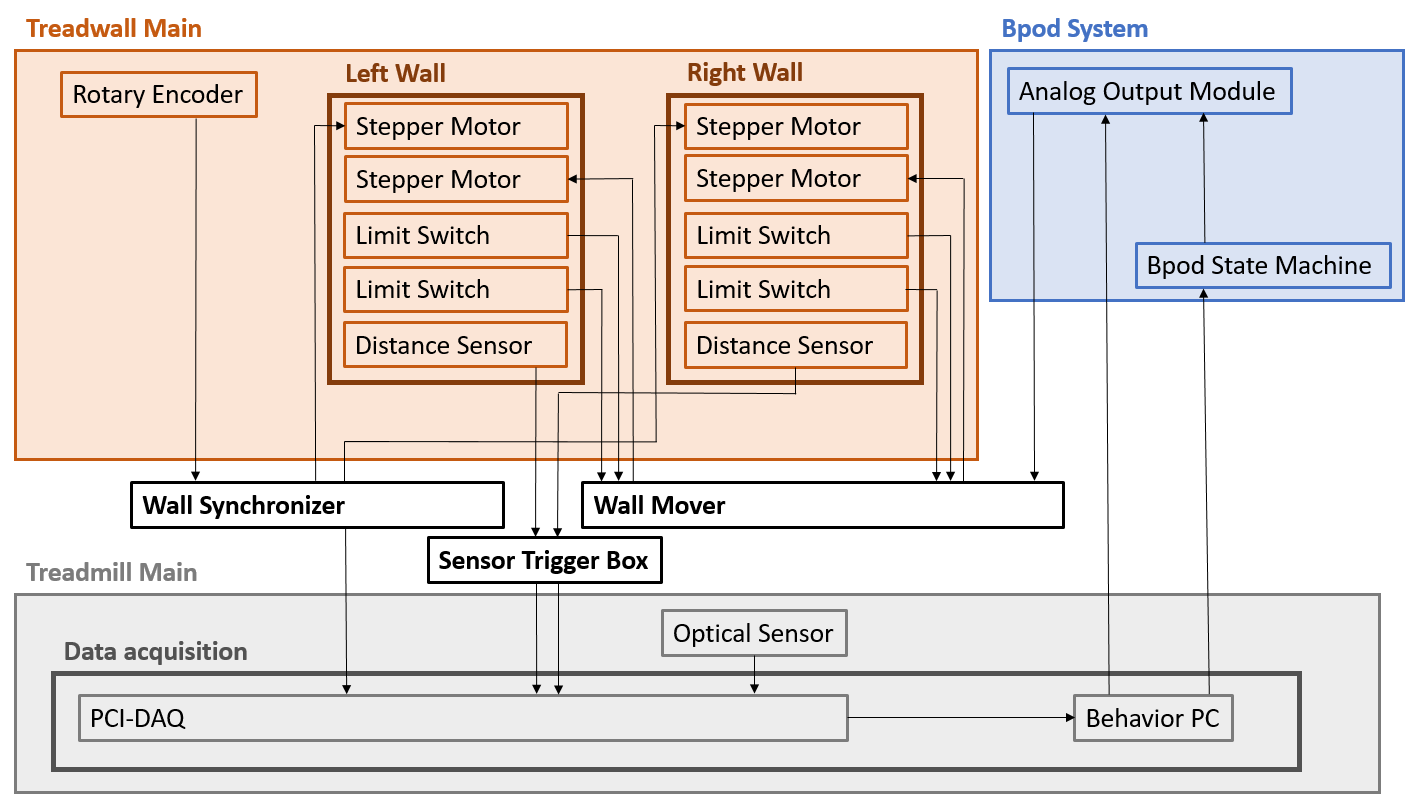 Treadwall Main
Bpod System
Left Wall
Right Wall
Rotary Encoder
Analog Output Module
Stepper Motor
Stepper Motor
Stepper Motor
Stepper Motor
Limit Switch
Limit Switch
Bpod State Machine
Limit Switch
Limit Switch
Distance Sensor
Distance Sensor
Wall Synchronizer
Wall Mover
Sensor Trigger Box
Treadmill Main
Optical Sensor
Data acquisition
PCI-DAQ
Behavior PC